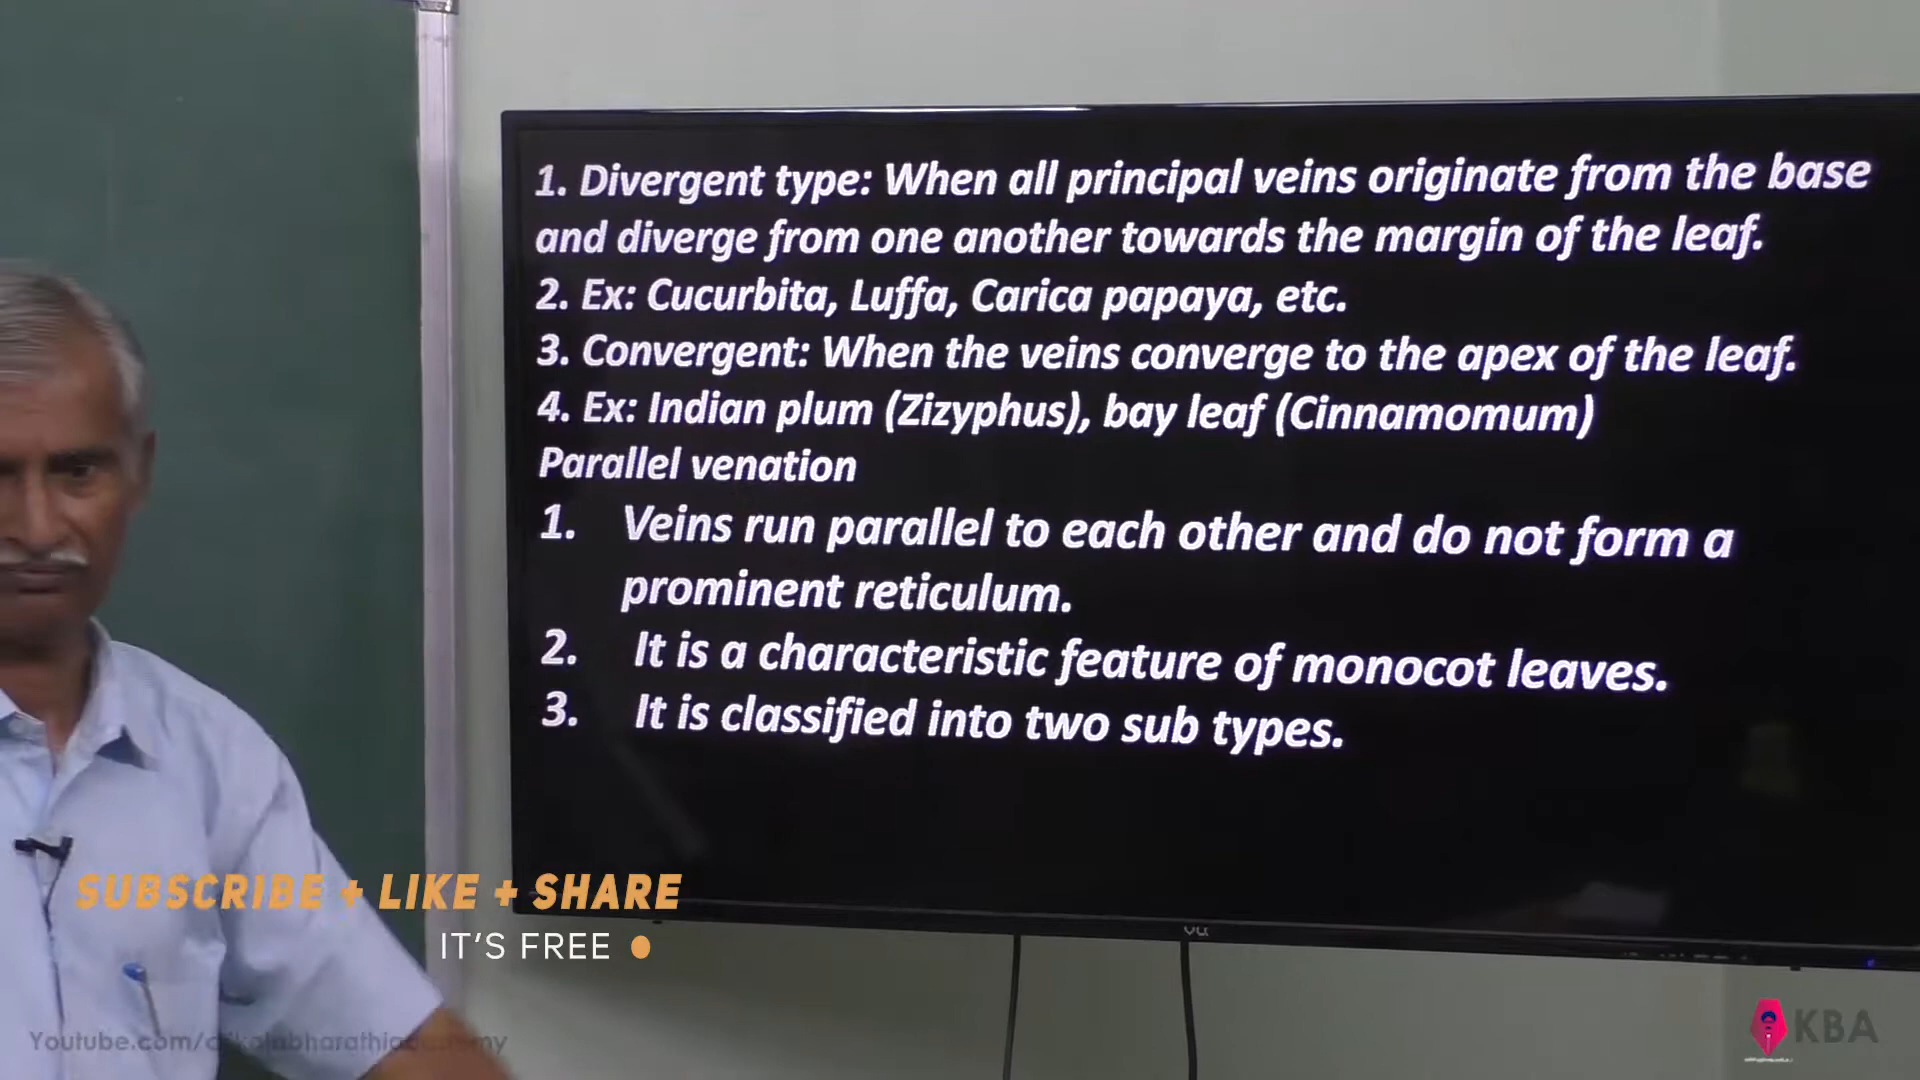 1. Divergent type: When all principal veins originate from the base
and diverge from one another towards the margin of the leaf.
2. Ex: Cucurbita, Luffa, Carica papaya, etc.
3. Convergent: When the veins converge to the apex of the leaf.
4. Ex: Indian plum (Zizyphus), bay leaf (Cinnamomum)
Parallel venation
1. Veins run parallel to each other and do not form a
prominent reticulum.
2. It is a characteristic feature of monocot leaves.
3. It is classified into two sub types.
SUBSCRIBE + LIKE + SHARE
IT'S FREE
vu
KBA